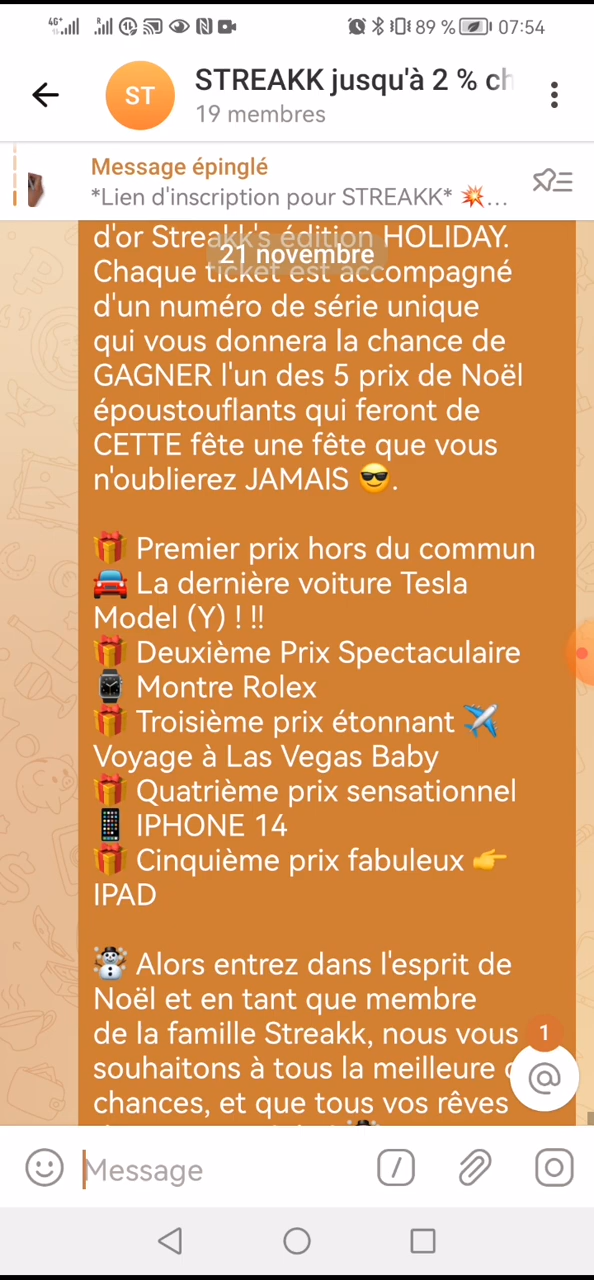 4G+ R 89 % 07:54
ST
STREAKK jusqu'à 2 % ch
19 membres
Message épinglé
*Lien d'inscription pour STREAKK* 💥...
d'or Streakk's édition HOLIDAY.
21 novembre
Chaque ticket est accompagné
d'un numéro de série unique
qui vous donnera la chance de
GAGNER l'un des 5 prix de Noël
époustouflants qui feront de
CETTE fête une fête que vous
n'oublierez JAMAIS 😎.
🎁 Premier prix hors du commun
🚘 La dernière voiture Tesla
Model (Y) ! !!
🎁 Deuxième Prix Spectaculaire
⌚ Montre Rolex
🎁 Troisième prix étonnant ✈️
Voyage à Las Vegas Baby
🎁 Quatrième prix sensationnel
📱 IPHONE 14
🎁 Cinquième prix fabuleux 👉
IPAD
☃️ Alors entrez dans l'esprit de
Noël et en tant que membre
de la famille Streakk, nous vous
souhaitons à tous la meilleure
chances, et que tous vos rêves
1
@
Message